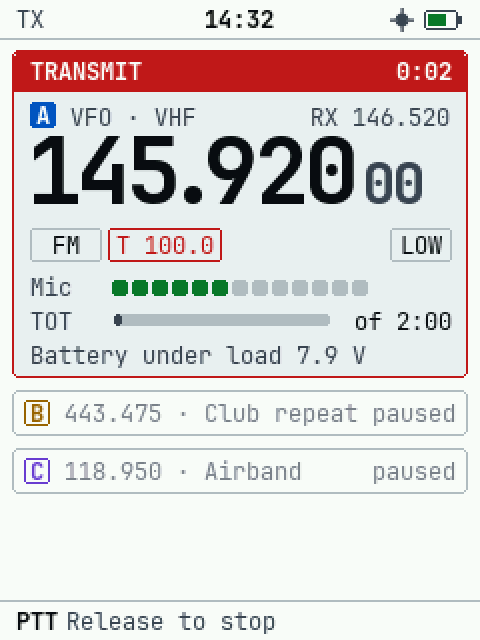 TX 14:32
TRANSMIT 0:02
A VFO · VHF RX 146.520
145.920 00
FM T 100.0 LOW
Mic
TOT of 2:00
Battery under load 7.9 V
B 443.475 · Club repeat paused
C 118.950 · Airband paused
PTT Release to stop